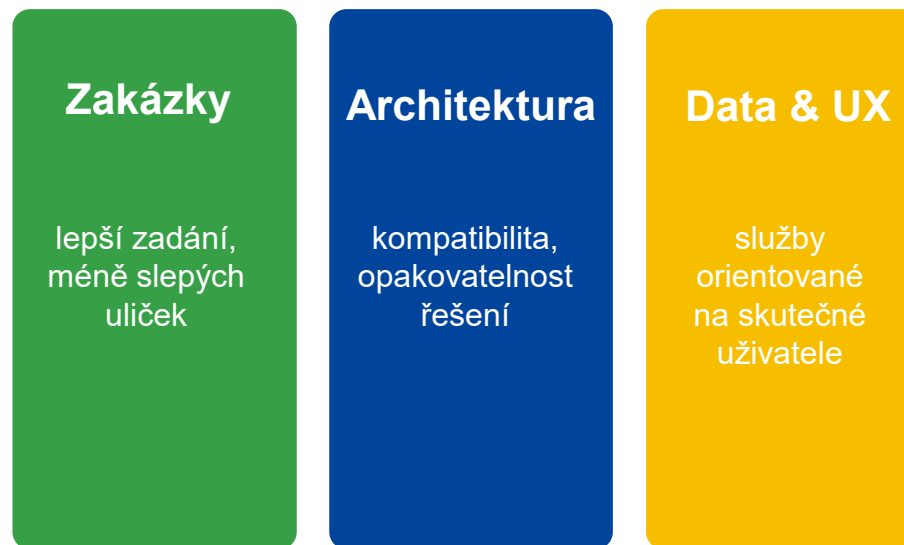 Zakázky
lepší zadání,
méně slepých
uliček
Architektura
kompatibilita,
opakovatelnost
řešení
Data & UX
služby
orientované
na skutečné
uživatele